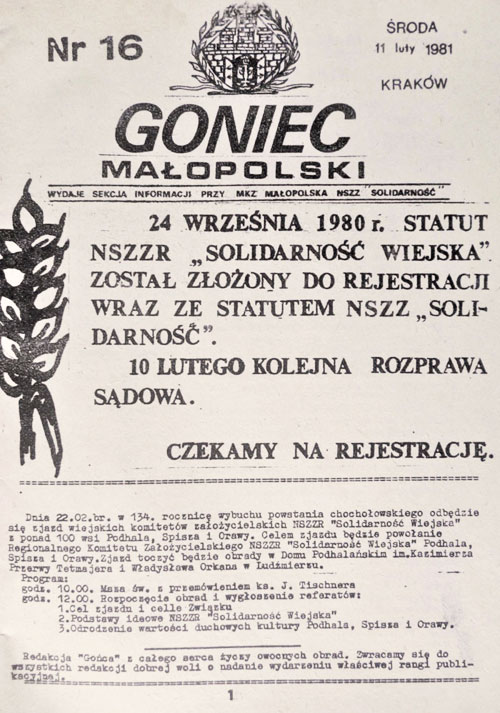 Nr 16
ŚRODA
11 luty 1981
KRAKÓW
GONIEC
MAŁOPOLSKI
WYDAJE SEKCJA INFORMACJI PRZY MKZ MAŁOPOLSKA NSZZ "SOLIDARNOŚĆ"
24 WRZEŚNIA 1980 r. STATUT
NSZZR „SOLIDARNOŚĆ WIEJSKA"
ZOSTAŁ ZŁOŻONY DO REJESTRACJI
WRAZ ZE STATUTEM NSZZ „SOLI-
DARNOŚĆ".
10 LUTEGO KOLEJNA ROZPRAWA
SĄDOWA.
CZEKAMY NA REJESTRACJĘ.
Dnia 22.02.br. w 134. rocznicę wybuchu powstania chochołowskiego odbędzie
się zjazd wiejskich komitetów założycielskich NSZZR "Solidarność Wiejska"
z ponad 100 wsi Podhala, Spisza i Orawy. Celem zjazdu będzie powołanie
Regionalnego Komitetu Założycielskiego NSZZR "Solidarność Wiejska" Podhala,
Spisza i Orawy.Zjazd toczyć będzie obrady w Domu Podhalańskim im.Kazimierza
Przerwy Tetmajera i Władysława Orkana w Ludźmierzu.
Program:
godz. 10.00. Msza św. z przemówieniem ks. J. Tischnera
godz. 12.00. Rozpoczęcie obrad i wygłoszenie referatów:
1.Cel zjazdu i celle Związku
2.Podstawy ideowe NSZZR "Solidarność Wiejska"
3.Odrodzenie wartości duchowych kultury Podhala, Spisza i Orawy.
Redakcja "Gońca" z całego serca życzy owocnych obrad. Zwracamy się do
wszystkich redakcji dobrej woli o nadanie wydarzeniu właściwej rangi publi-
kacyjnej.
1